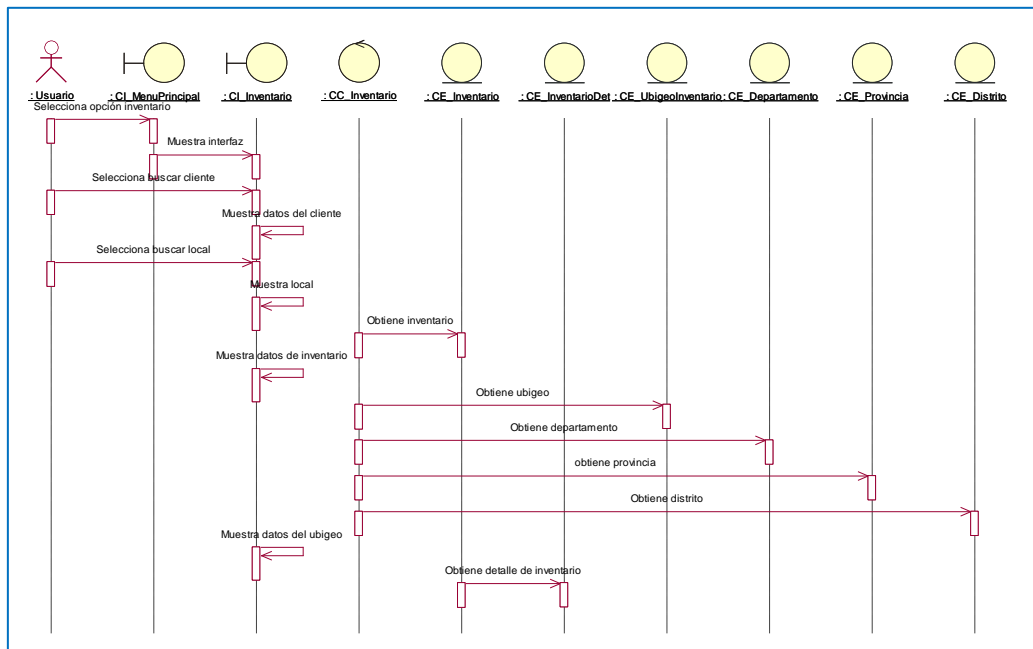 : Usuario
: CI_MenuPrincipal
: CI_Inventario
: CC_Inventario
: CE_Inventario
: CE_InventarioDet
: CE_UbigeoInventario
: CE_Departamento
: CE_Provincia
: CE_Distrito
Selecciona opción inventario
Muestra interfaz
Selecciona buscar cliente
Muestra datos del cliente
Selecciona buscar local
Muestra local
Obtiene inventario
Muestra datos de inventario
Obtiene ubigeo
Obtiene departamento
obtiene provincia
Obtiene distrito
Muestra datos del ubigeo
Obtiene detalle de inventario